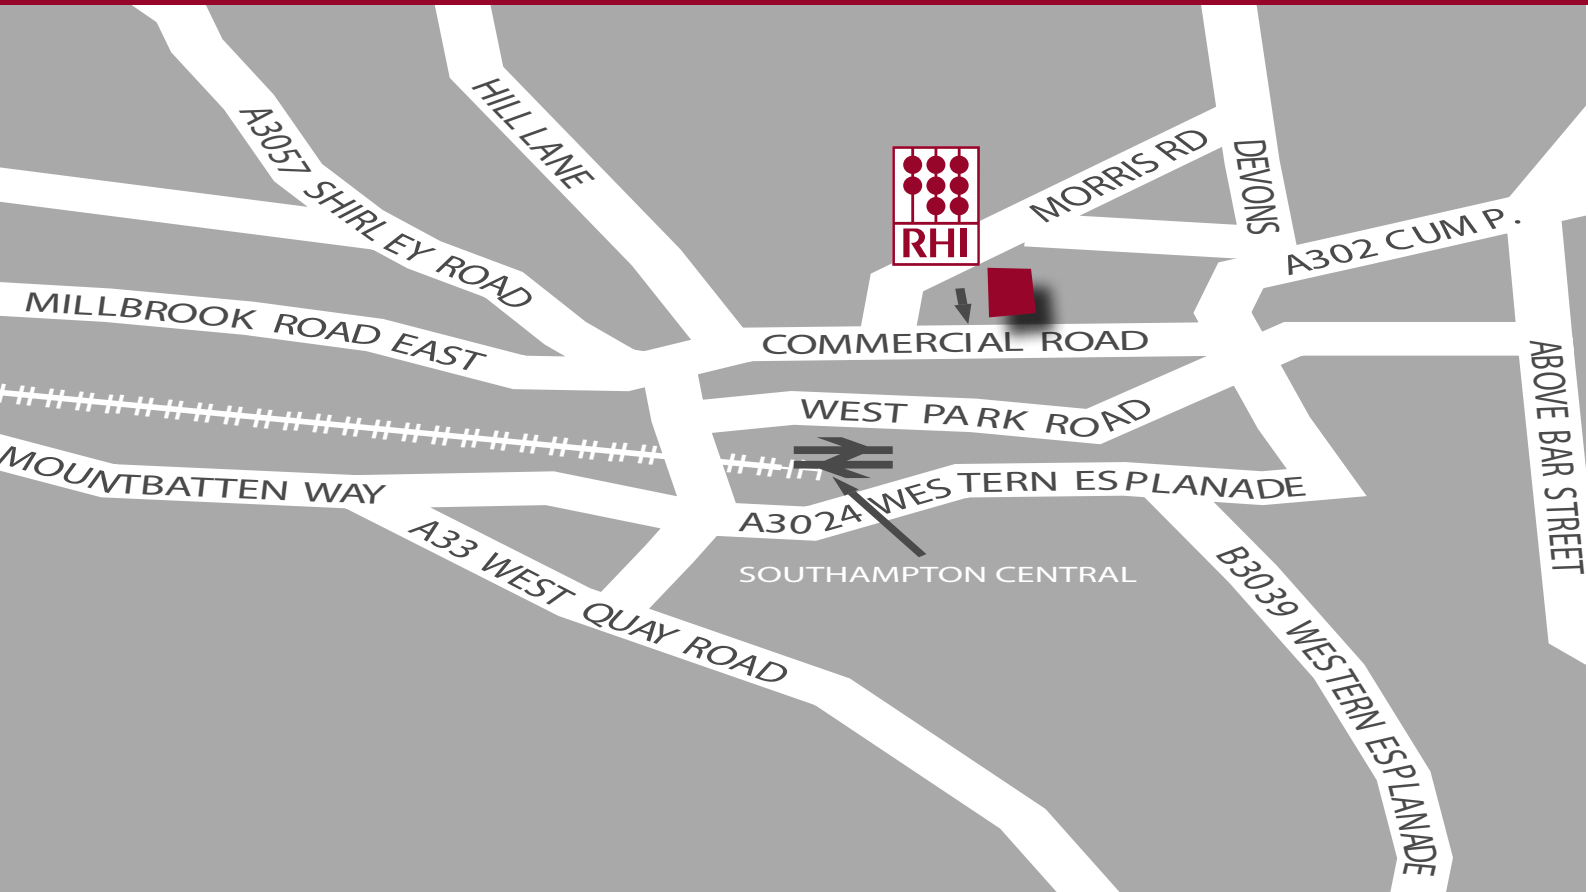 A3057 SHIRLEY ROAD
HILL LANE
MORRIS RD
DEVONS
RHI
A302 CUM P.
MILLBROOK ROAD EAST
COMMERCIAL ROAD
ABOVE BAR STREET
WEST PARK ROAD
MOUNTBATTEN WAY
A3024 WESTERN ESPLANADE
A33 WEST QUAY ROAD
SOUTHAMPTON CENTRAL
B3039 WESTERN ESPLANADE